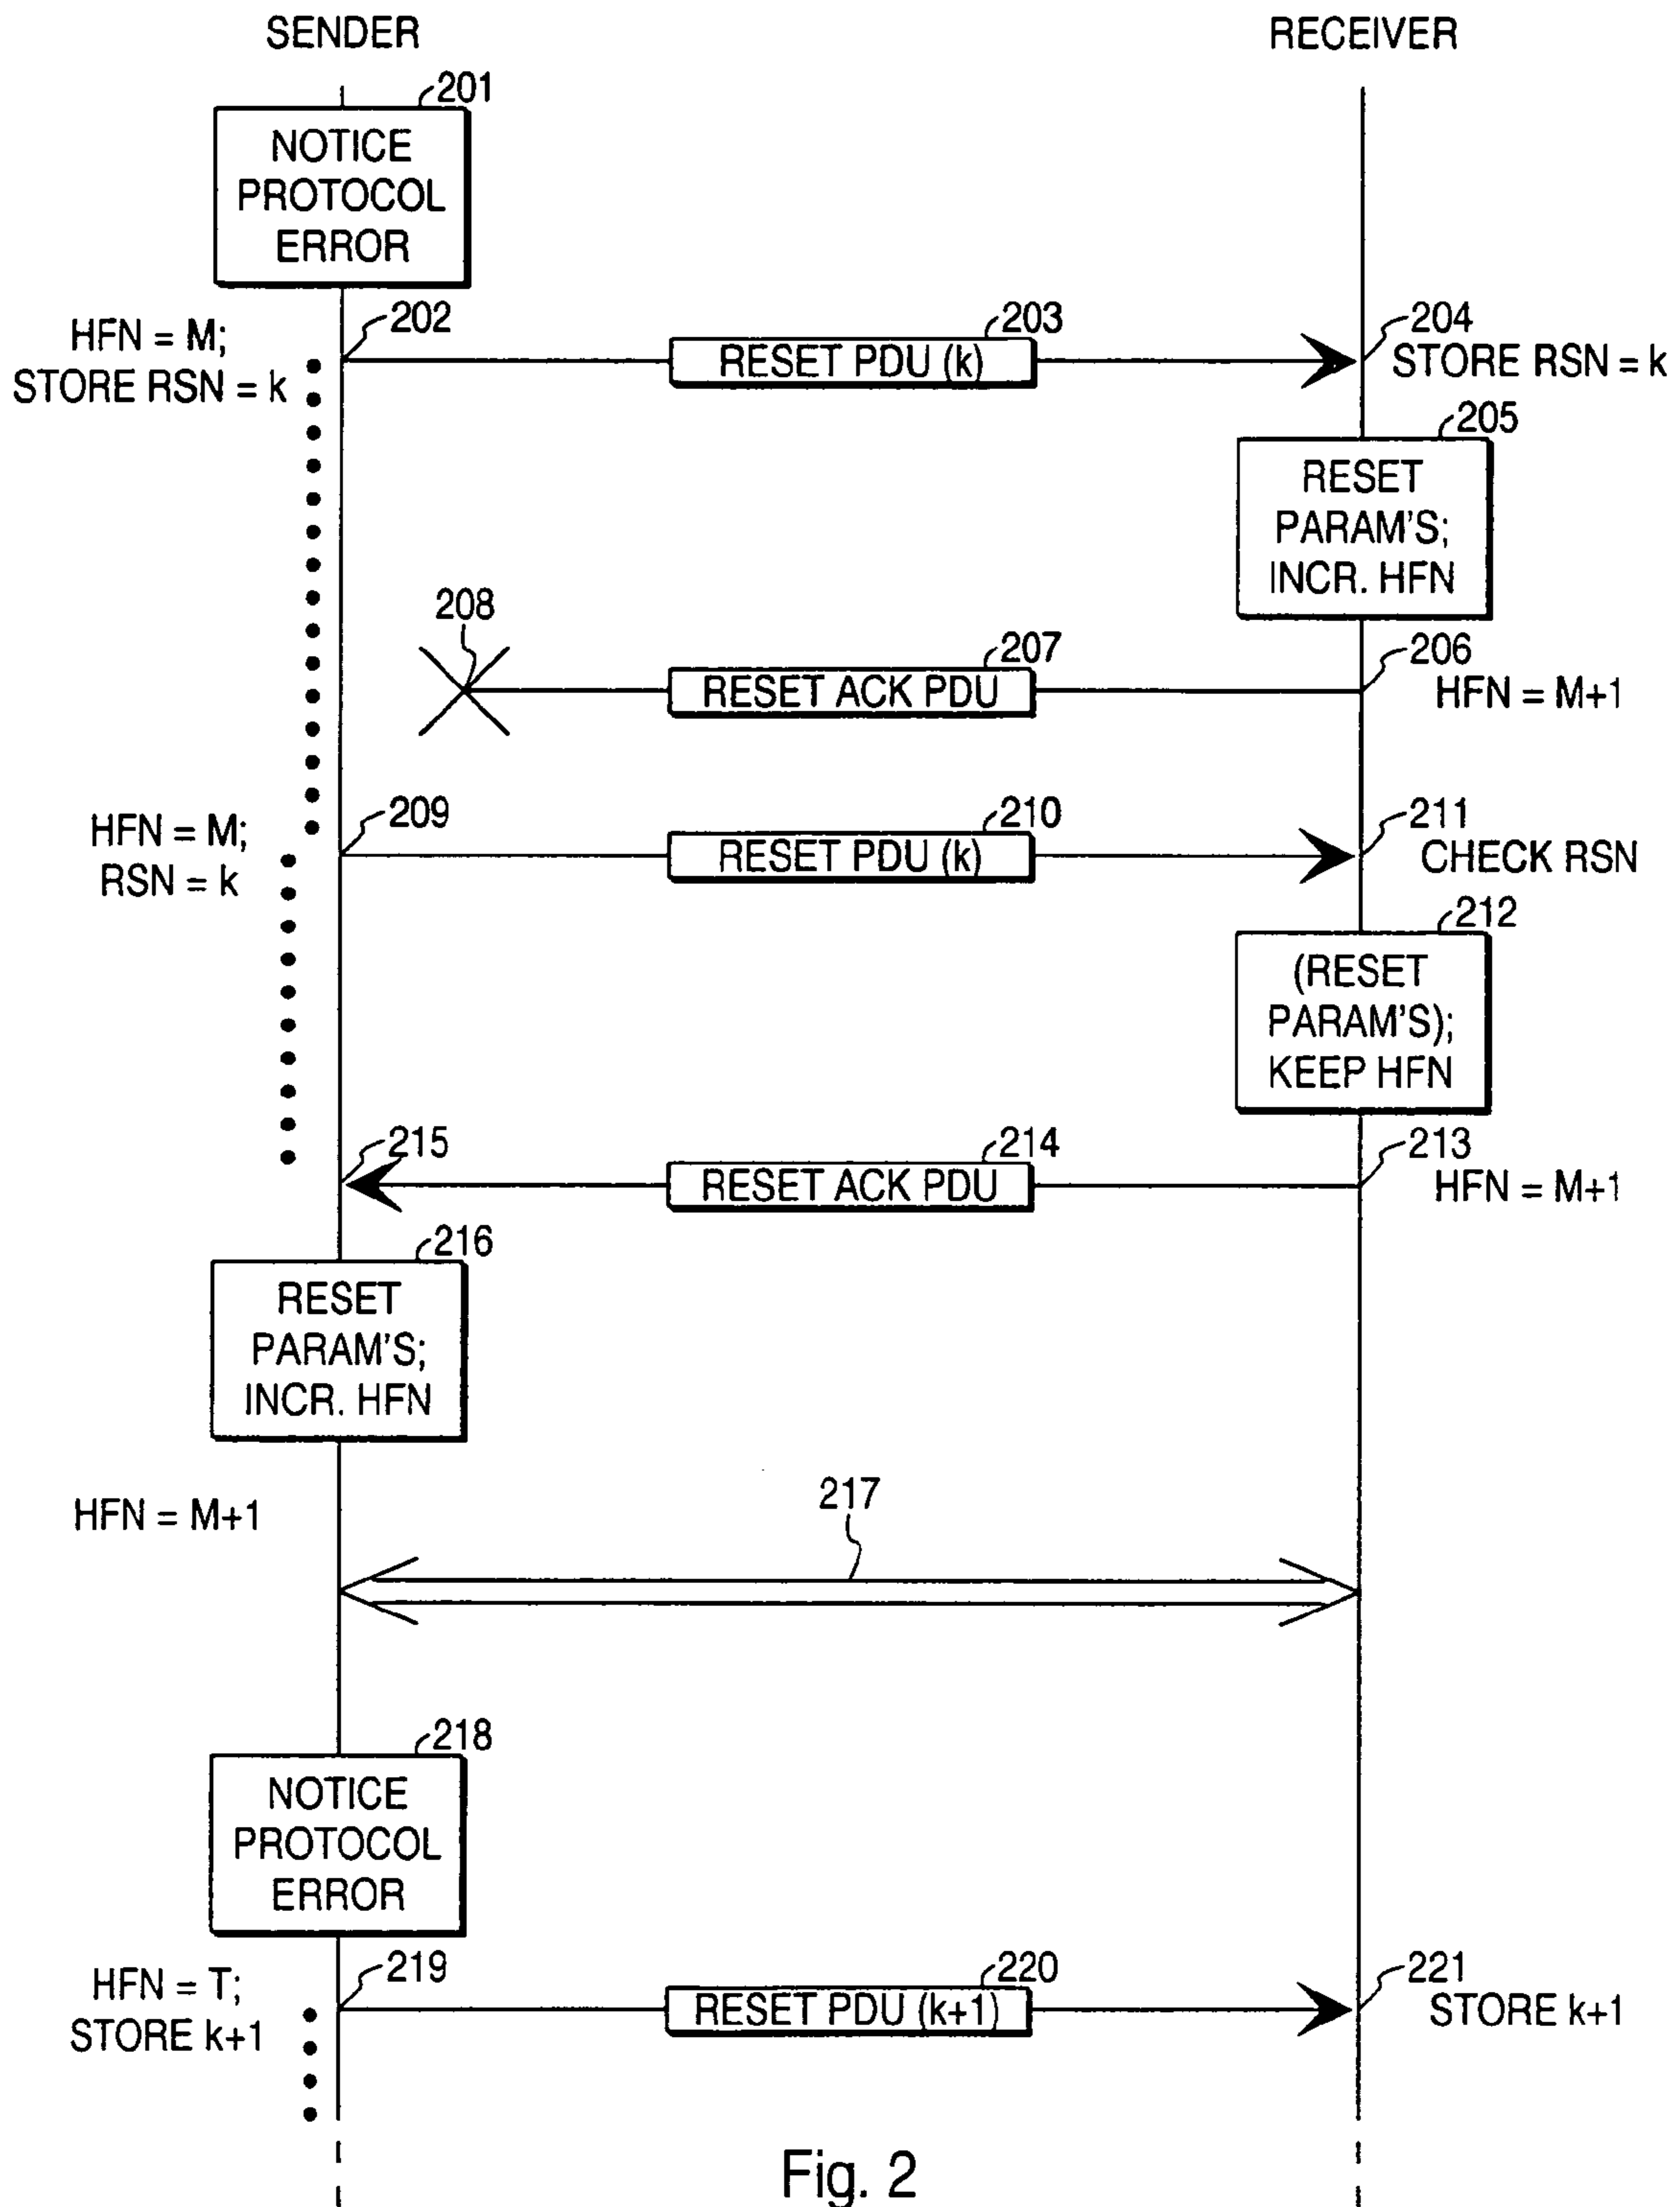 SENDER
RECEIVER
201
NOTICE
PROTOCOL
ERROR
HFN = M;
STORE RSN = k
202
203
RESET PDU (k)
204
STORE RSN = k
205
RESET
PARAM'S;
INCR. HFN
208
207
RESET ACK PDU
206
HFN = M+1
HFN = M;
RSN = k
209
210
RESET PDU (k)
211
CHECK RSN
212
(RESET
PARAM'S);
KEEP HFN
215
214
RESET ACK PDU
213
HFN = M+1
216
RESET
PARAM'S;
INCR. HFN
HFN = M+1
217
218
NOTICE
PROTOCOL
ERROR
HFN = T;
STORE k+1
219
220
RESET PDU (k+1)
221
STORE k+1
Fig. 2